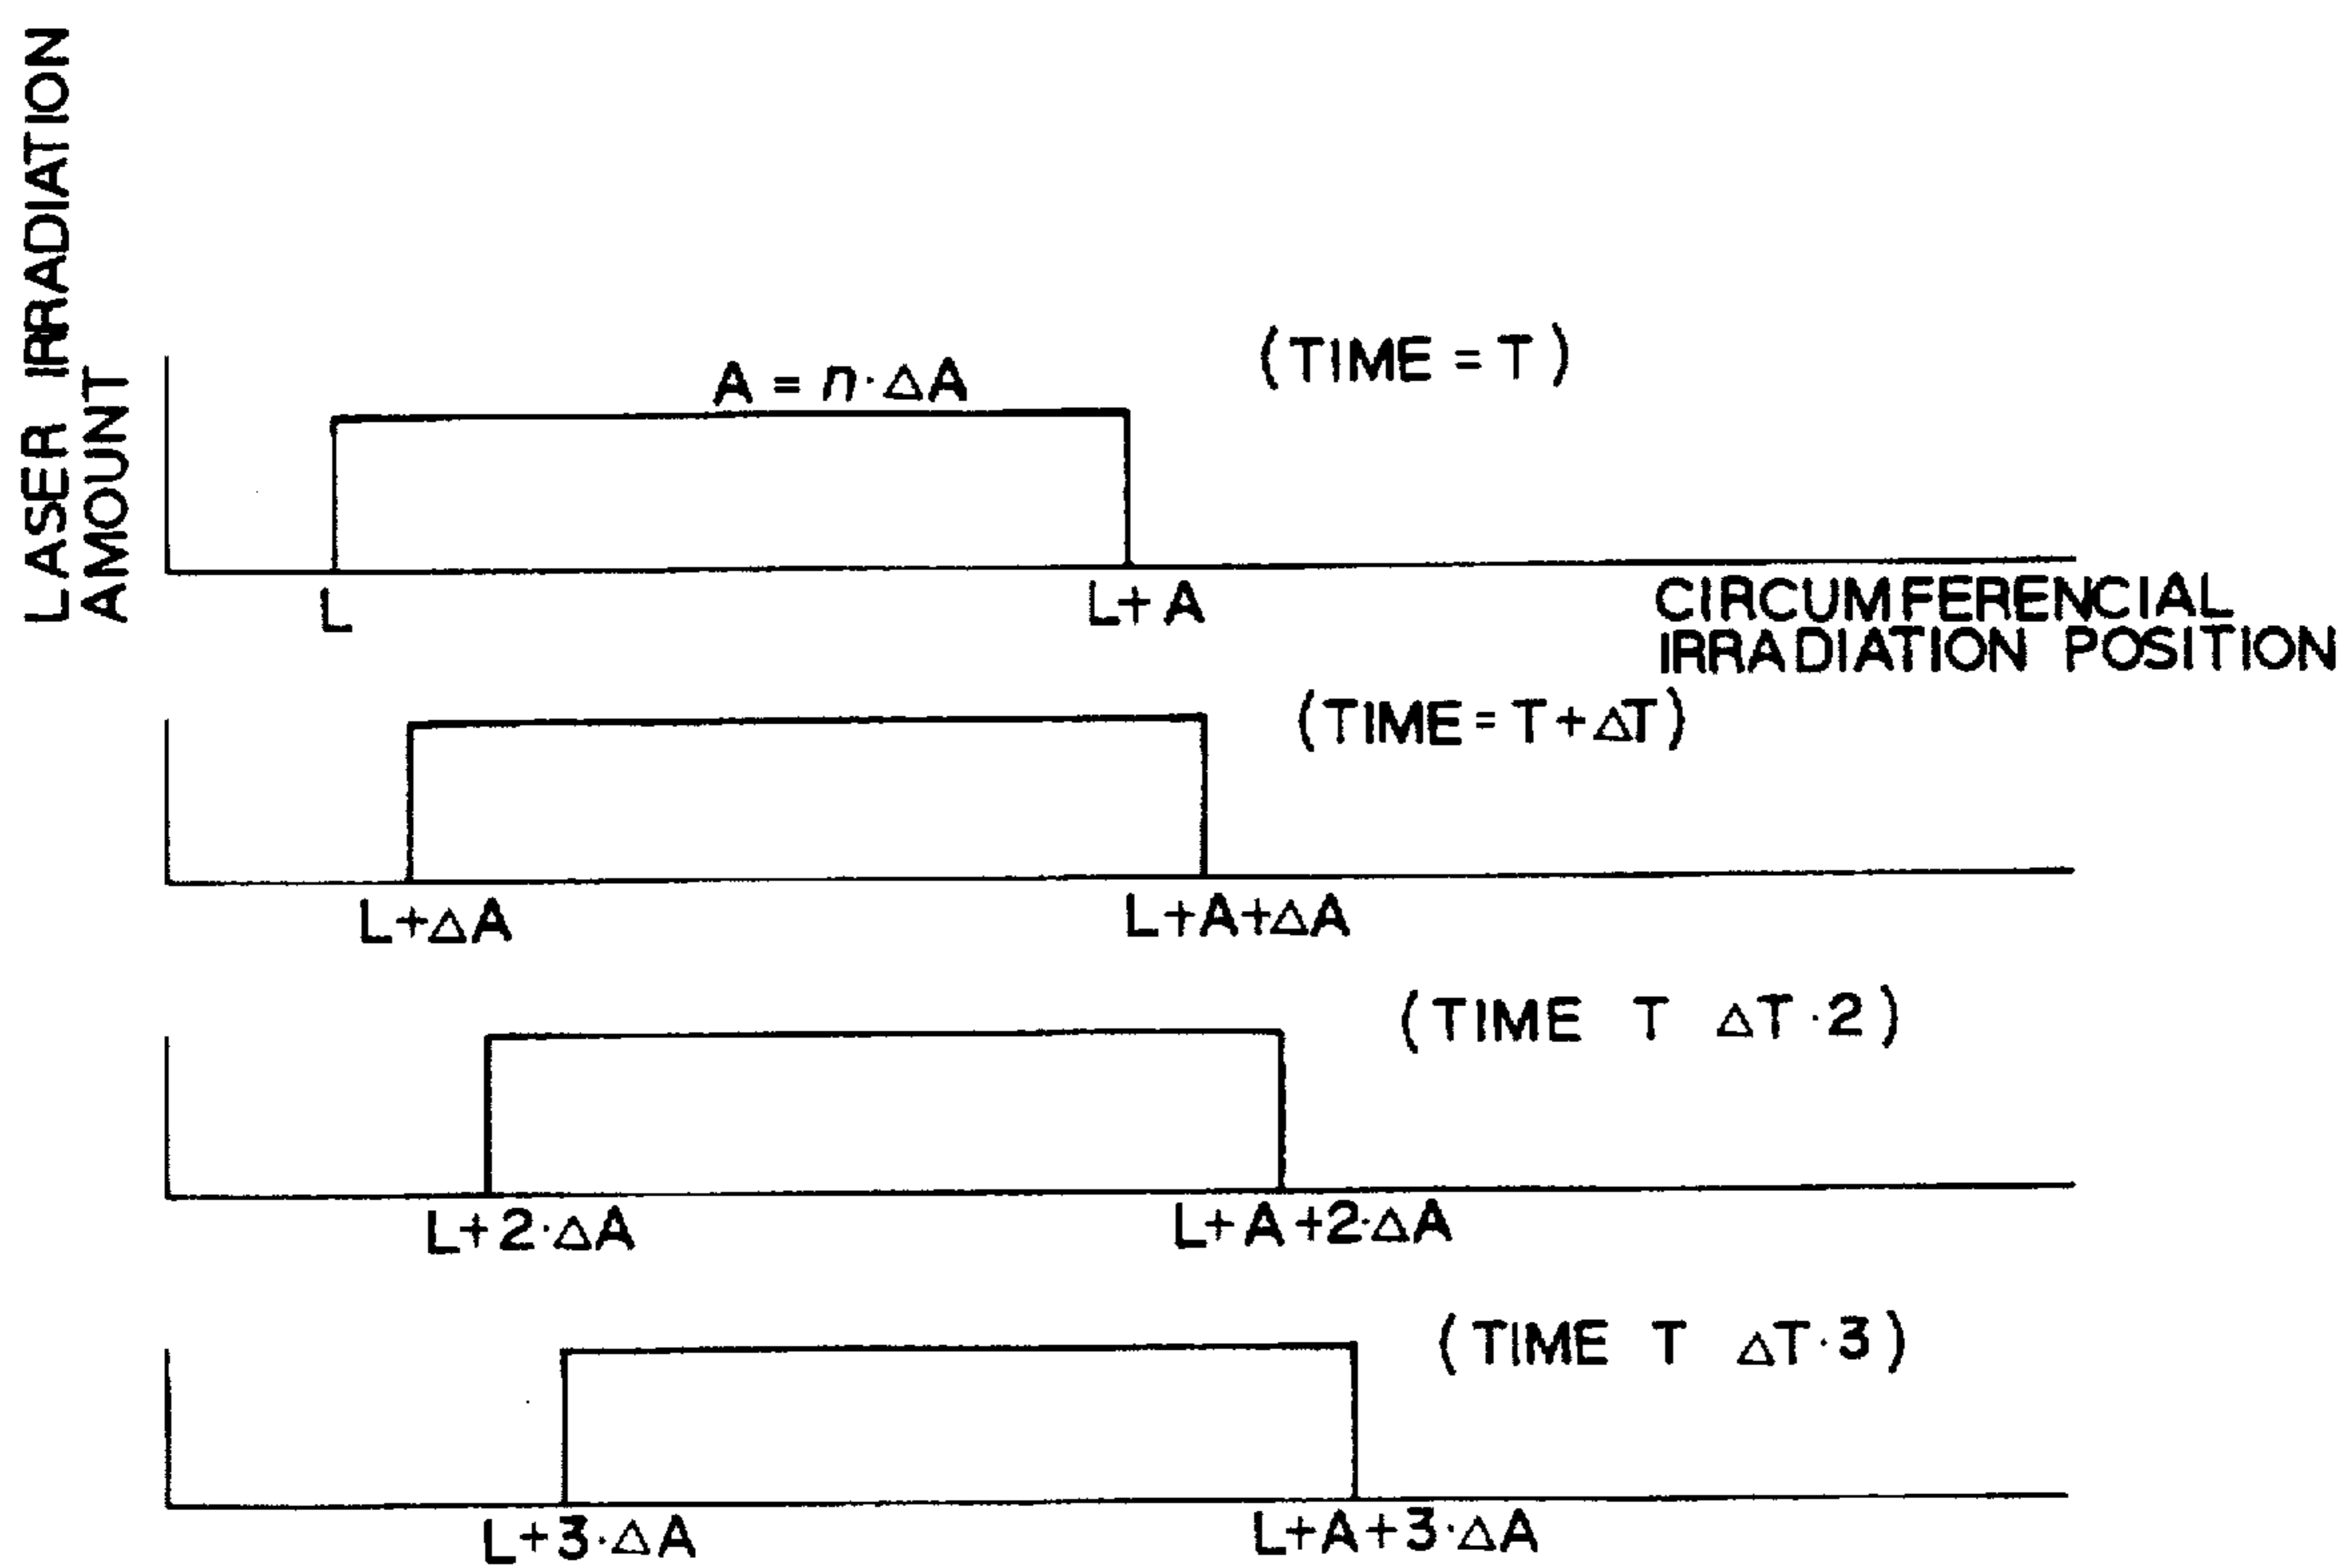 LASER IRRADIATION
AMOUNT
A = n·ΔA
(TIME = T)
L
L+A
CIRCUMFERENCIAL
IRRADIATION POSITION
(TIME = T+ΔT)
L+ΔA
L+A+ΔA
(TIME T ΔT·2)
L+2·ΔA
L+A+2·ΔA
(TIME T ΔT·3)
L+3·ΔA
L+A+3·ΔA